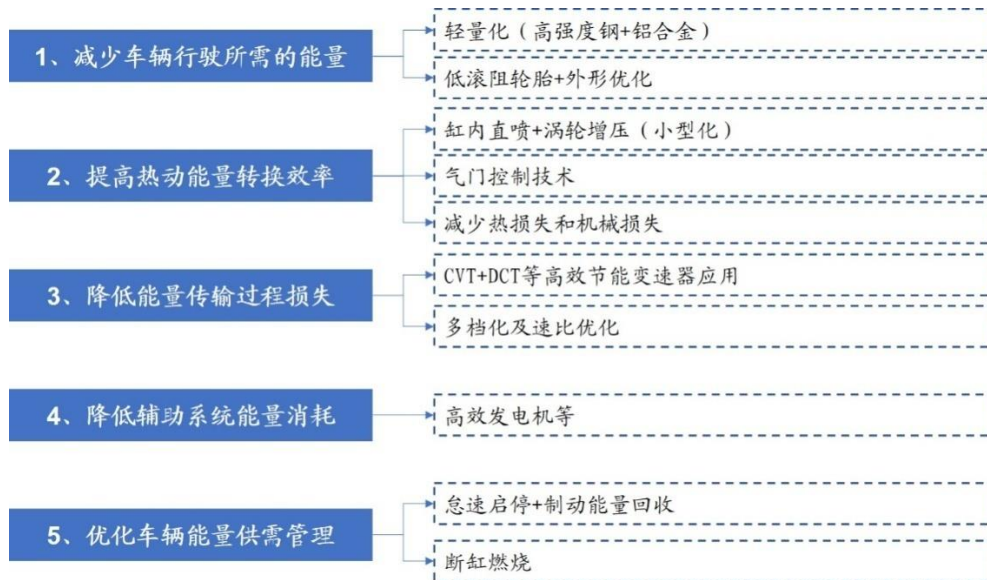 1、减少车辆行驶所需的能量
轻量化（高强度钢+铝合金）
低滚阻轮胎+外形优化
2、提高热动能量转换效率
缸内直喷+涡轮增压（小型化）
气门控制技术
减少热损失和机械损失
3、降低能量传输过程损失
CVT+DCT等高效节能变速器应用
多档化及速比优化
4、降低辅助系统能量消耗
高效发电机等
5、优化车辆能量供需管理
怠速启停+制动能量回收
断缸燃烧